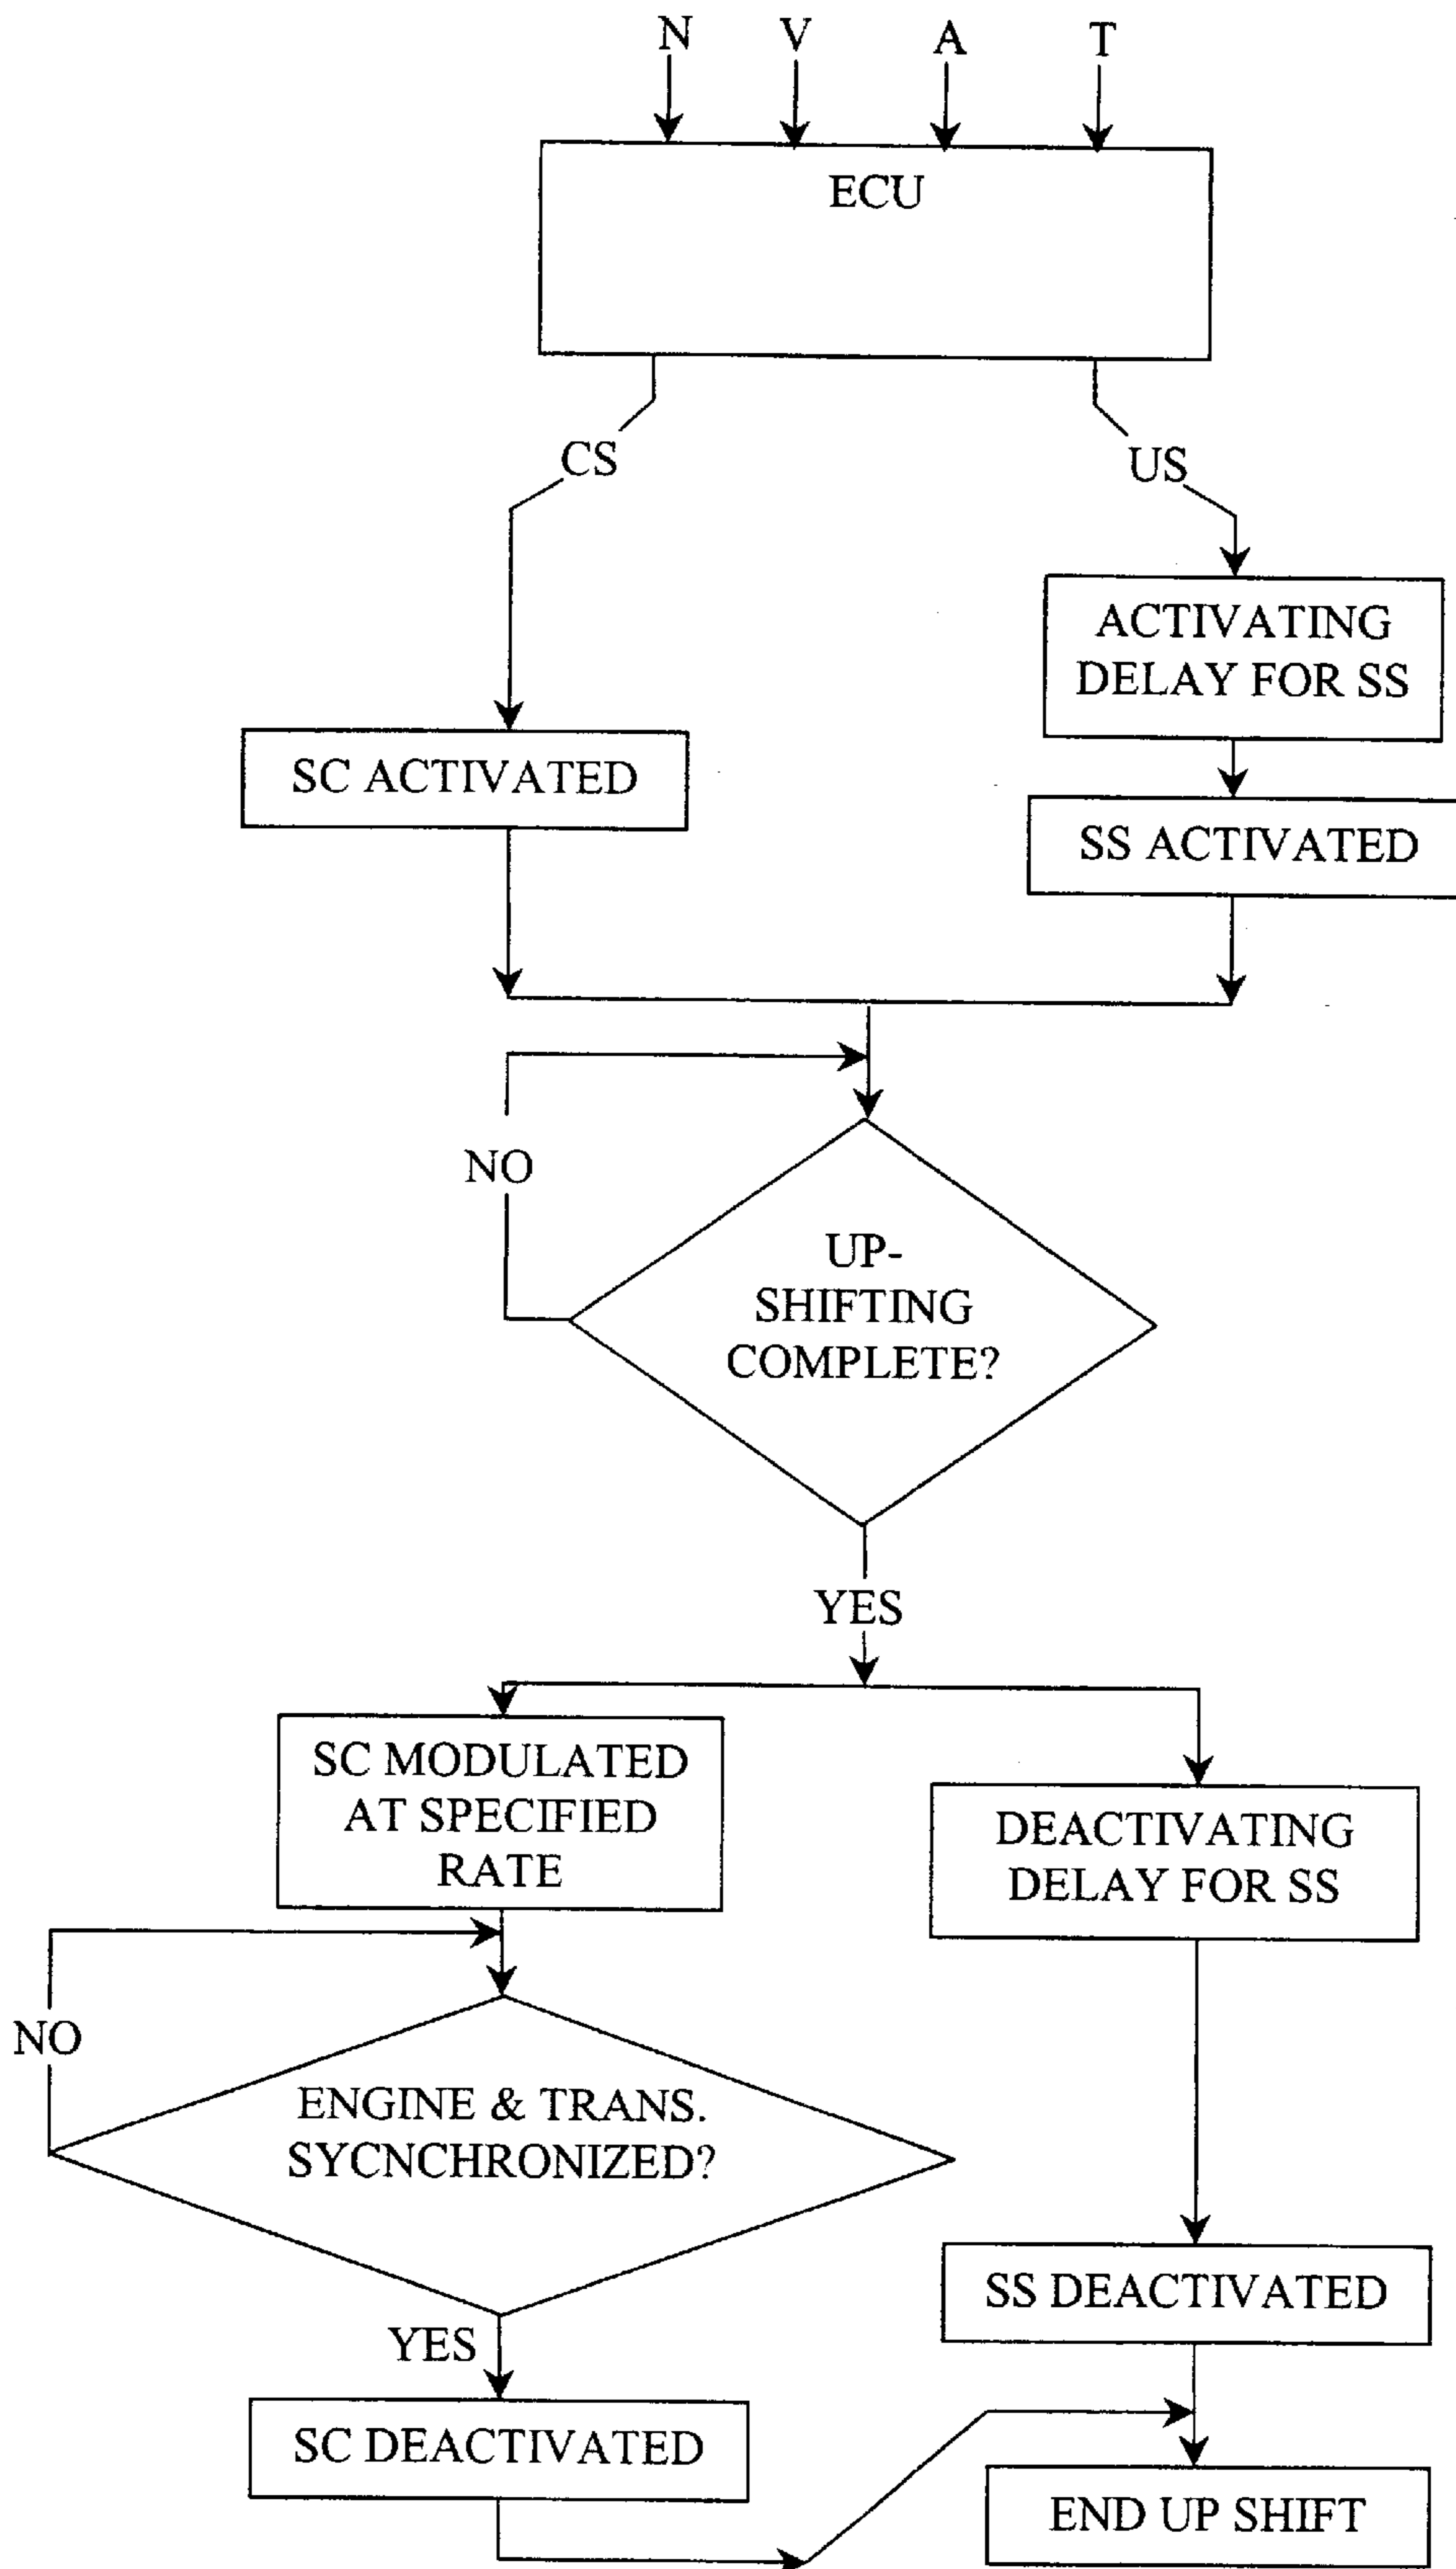 N V A T
ECU
CS
US
ACTIVATING
DELAY FOR SS
SC ACTIVATED
SS ACTIVATED
NO
UP-
SHIFTING
COMPLETE?
YES
SC MODULATED
AT SPECIFIED
RATE
DEACTIVATING
DELAY FOR SS
NO
ENGINE & TRANS.
SYCNCHRONIZED?
SS DEACTIVATED
YES
SC DEACTIVATED
END UP SHIFT